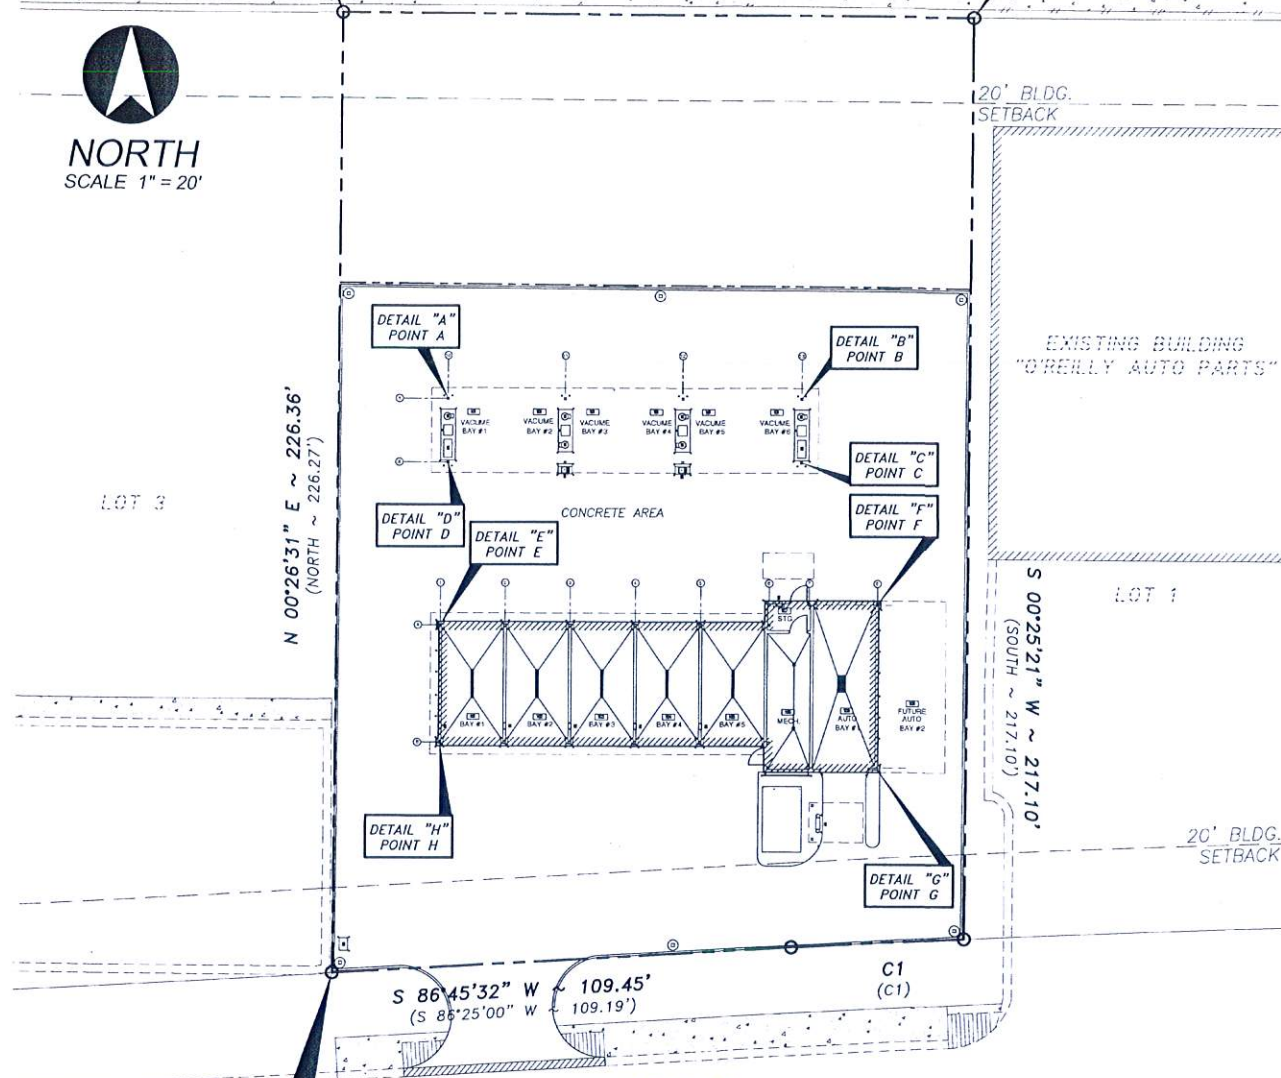 NORTH
SCALE 1" = 20'
20' BLDG.
SETBACK
DETAIL "A"
POINT A
DETAIL "B"
POINT B
EXISTING BUILDING
"O'REILLY AUTO PARTS"
VACUME
BAY #1
VACUME
BAY #2
VACUME
BAY #3
VACUME
BAY #4
VACUME
BAY #5
VACUME
BAY #6
DETAIL "C"
POINT C
N 00°26'31" E ~ 226.36'
(NORTH ~ 226.27')
LOT 3
DETAIL "D"
POINT D
CONCRETE AREA
DETAIL "F"
POINT F
DETAIL "E"
POINT E
LOT 1
S 00°25'21" W ~ 217.10'
(SOUTH ~ 217.10')
STG.
BAY #1
BAY #2
BAY #3
BAY #4
BAY #5
MECH.
AUTO
BAY #1
FUTURE
AUTO
BAY #2
DETAIL "H"
POINT H
20' BLDG.
SETBACK
DETAIL "G"
POINT G
S 86°45'32" W ~ 109.45'
(S 86°25'00" W ~ 109.19')
C1
(C1)